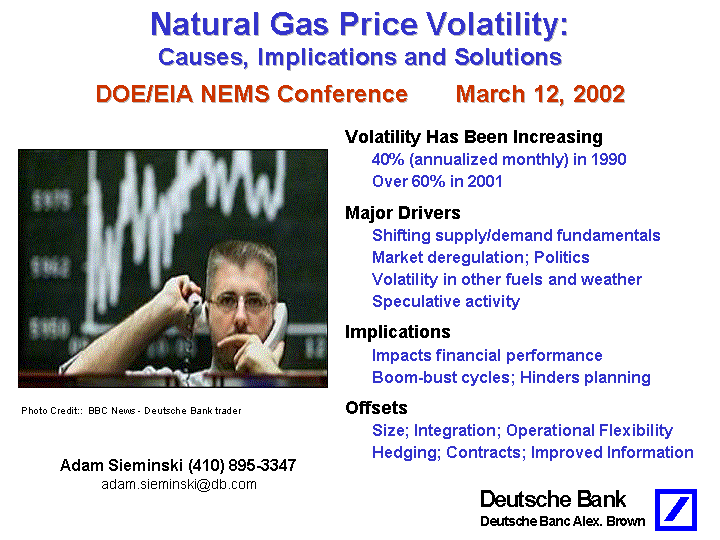 Natural Gas Price Volatility:
Causes, Implications and Solutions
DOE/EIA NEMS Conference March 12, 2002
Volatility Has Been Increasing
40% (annualized monthly) in 1990
Over 60% in 2001
Major Drivers
Shifting supply/demand fundamentals
Market deregulation; Politics
Volatility in other fuels and weather
Speculative activity
Implications
Impacts financial performance
Boom-bust cycles; Hinders planning
Offsets
Size; Integration; Operational Flexibility
Hedging; Contracts; Improved Information
Photo Credit:: BBC News - Deutsche Bank trader
Adam Sieminski (410) 895-3347
adam.sieminski@db.com
Deutsche Bank
Deutsche Banc Alex. Brown